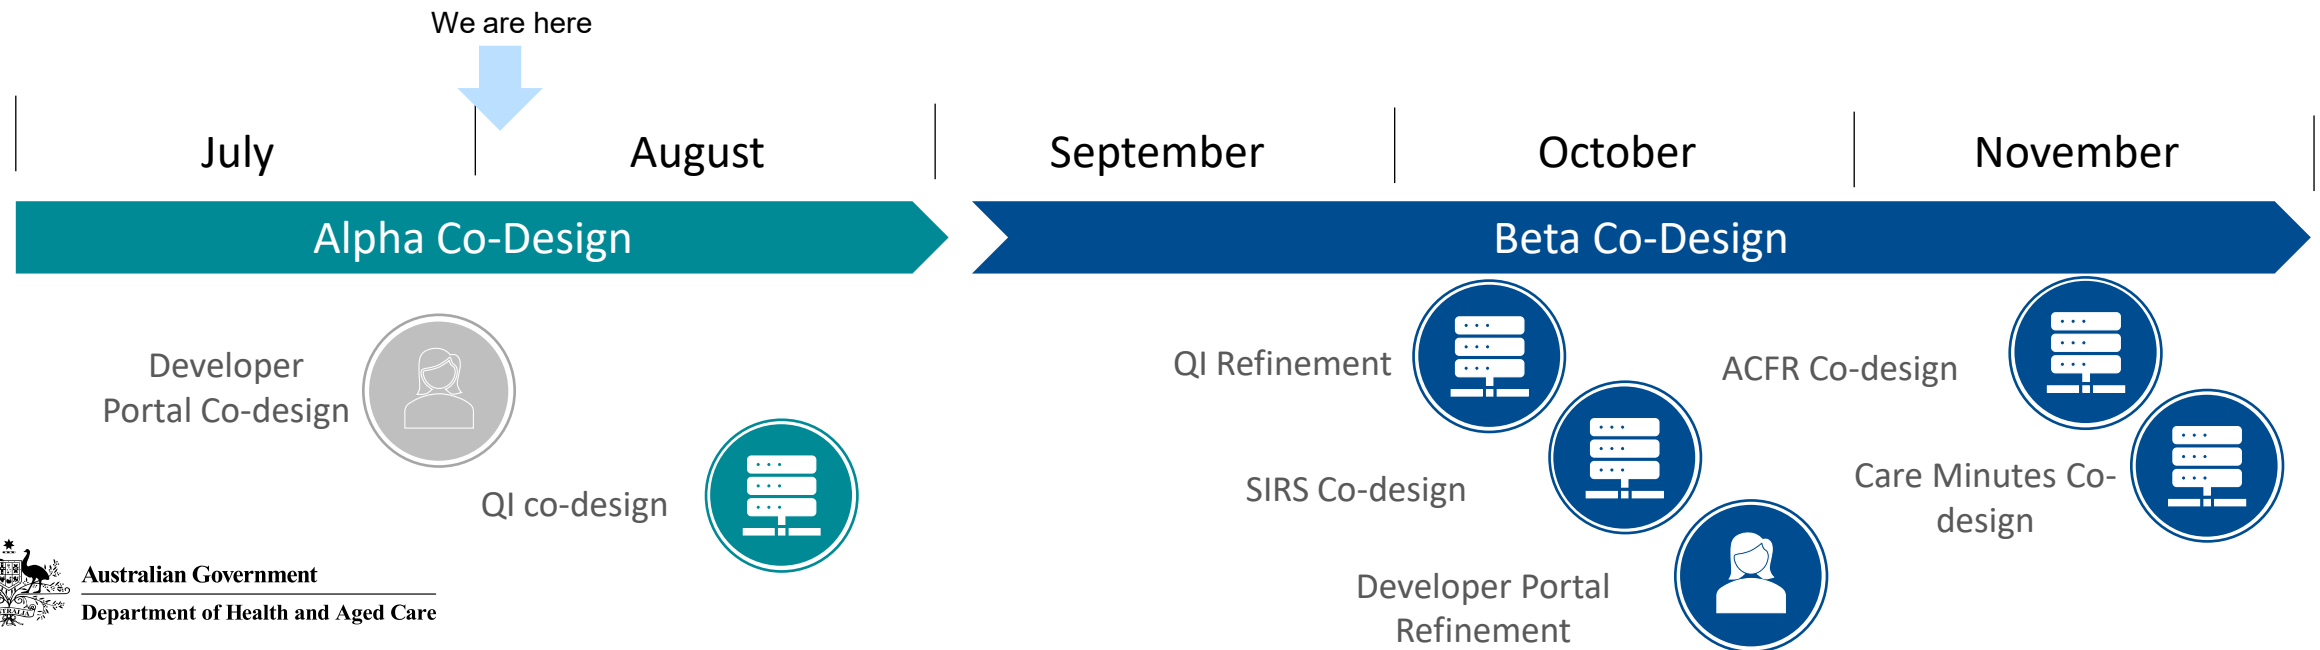 We are here
July
August
September
October
November
Alpha Co-Design
Beta Co-Design
Developer
Portal Co-design
QI co-design
QI Refinement
SIRS Co-design
Developer Portal
Refinement
ACFR Co-design
Care Minutes Co-
design
Australian Government
Department of Health and Aged Care